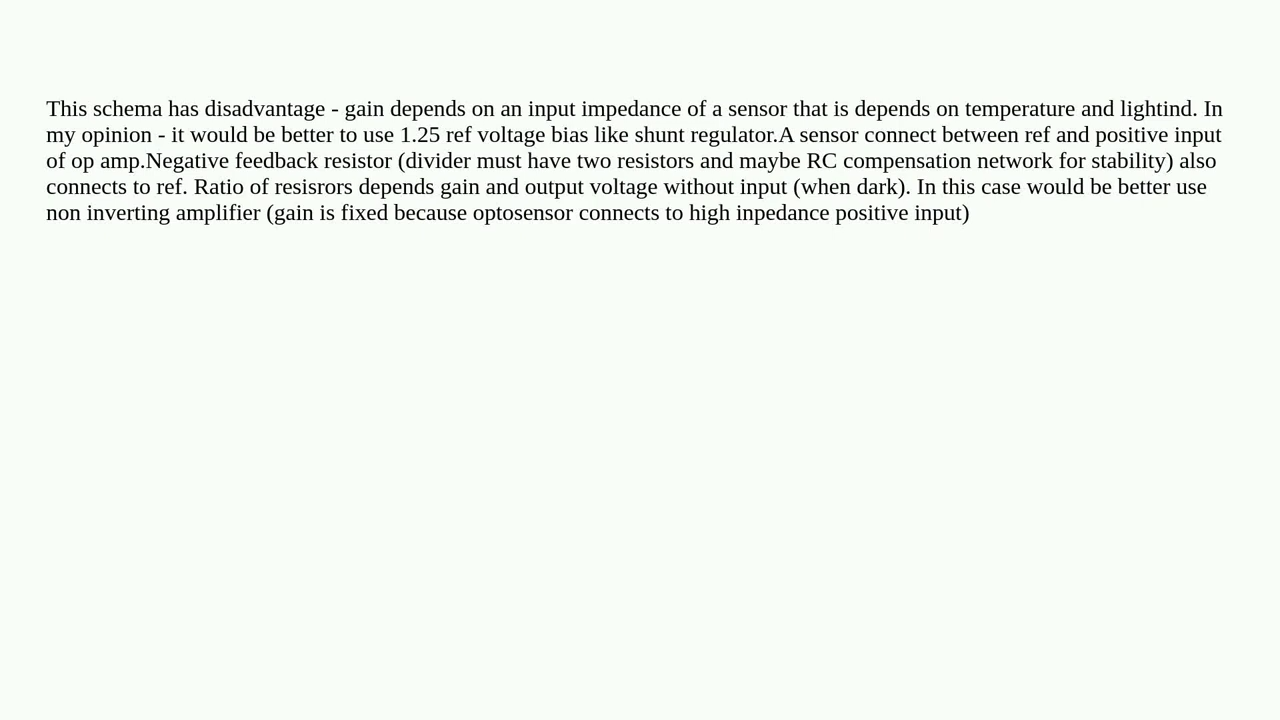 This schema has disadvantage - gain depends on an input impedance of a sensor that is depends on temperature and lightind. In
my opinion - it would be better to use 1.25 ref voltage bias like shunt regulator.A sensor connect between ref and positive input
of op amp.Negative feedback resistor (divider must have two resistors and maybe RC compensation network for stability) also
connects to ref. Ratio of resisrors depends gain and output voltage without input (when dark). In this case would be better use
non inverting amplifier (gain is fixed because optosensor connects to high inpedance positive input)